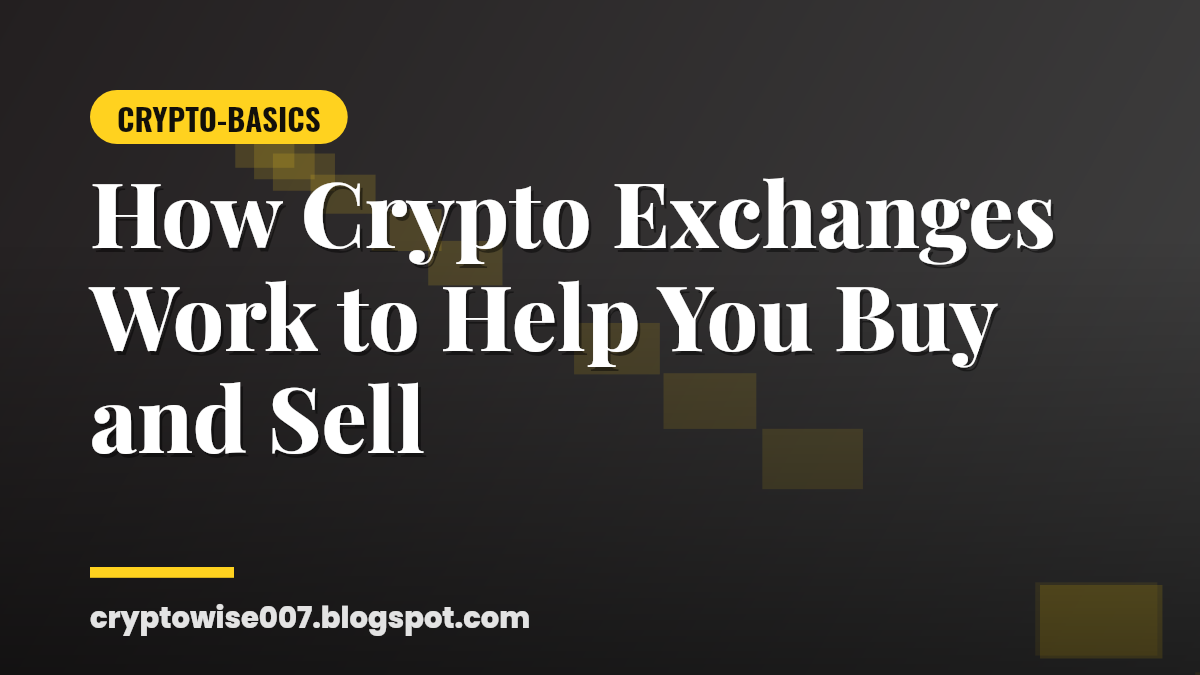 CRYPTO-BASICS
How Crypto Exchanges
Work to Help You Buy
and Sell
cryptowise007.blogspot.com